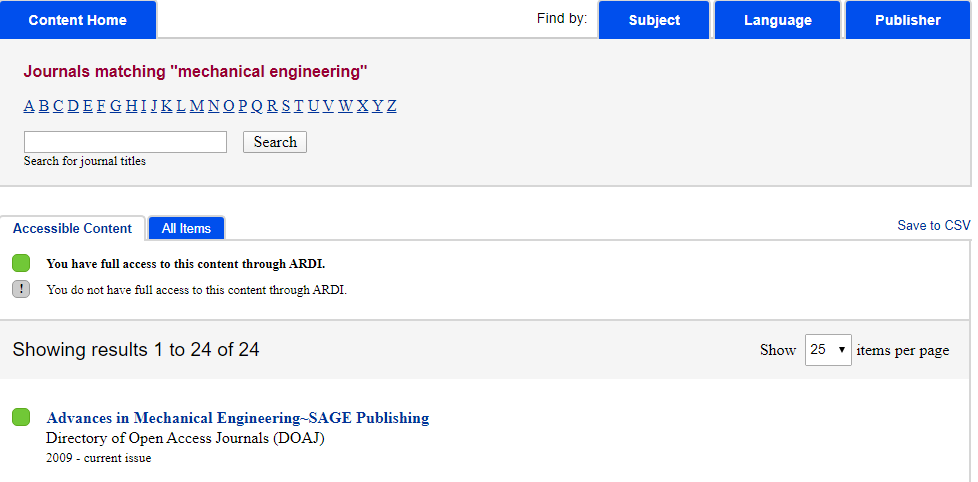 Content Home Find by: Subject Language Publisher
Journals matching "mechanical engineering"
A B C D E F G H I J K L M N O P Q R S T U V W X Y Z
Search
Search for journal titles
Accessible Content All Items Save to CSV
You have full access to this content through ARDI.
! You do not have full access to this content through ARDI.
Showing results 1 to 24 of 24 Show 25 items per page
Advances in Mechanical Engineering~SAGE Publishing
Directory of Open Access Journals (DOAJ)
2009 - current issue